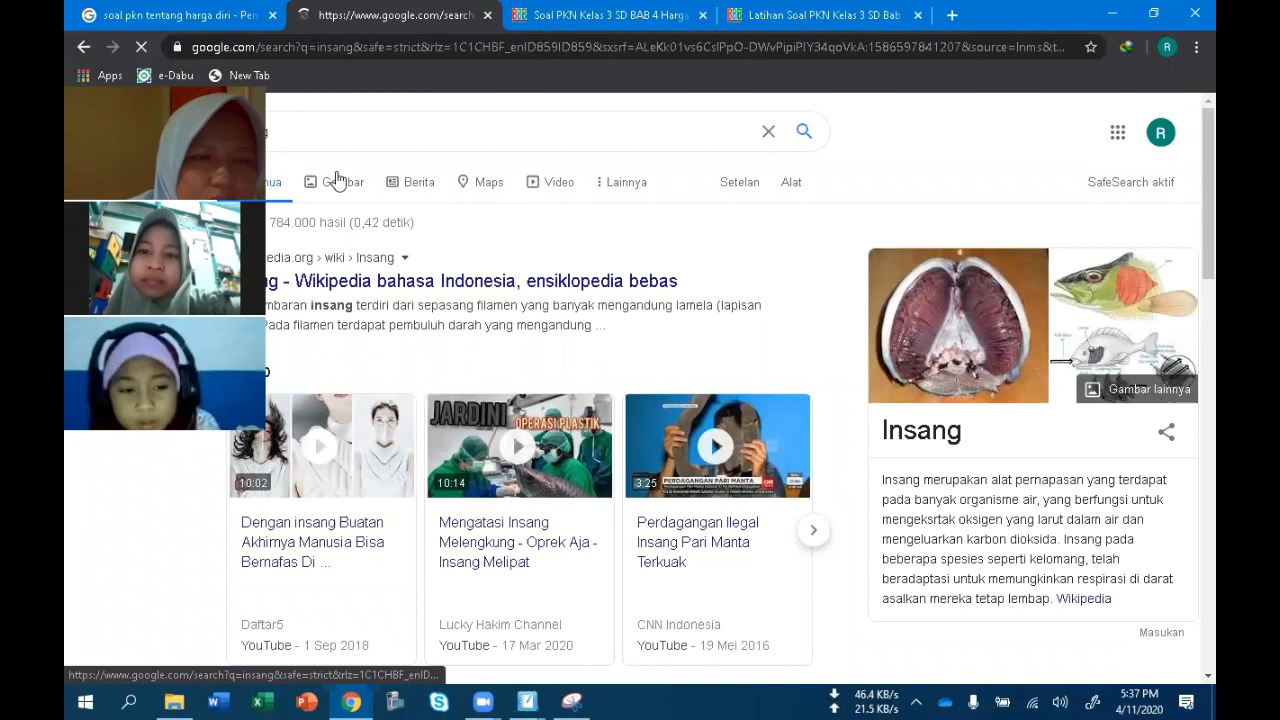 soal pkn tentang harga diri - Pen
https://www.google.com/search
Soal PKN Kelas 3 SD BAB 4 Harga
Latihan Soal PKN Kelas 3 SD Bab
google.com/search?q=insang&safe=strict&rlz=1C1CHBF_enID859ID859&sxsrf=ALeKk01vs6CslPpO-DWvPipiPIY34qoVkA:1586597841207&source=lnms&t...
R
Apps
e-Dabu
New Tab
R
Berita
Maps
Video
Lainnya
Setelan
Alat
SafeSearch aktif
784.000 hasil (0,42 detik)
edia.org › wiki › Insang
ng - Wikipedia bahasa Indonesia, ensiklopedia bebas
mbaran insang terdiri dari sepasang filamen yang banyak mengandung lamela (lapisan
Pada filamen terdapat pembuluh darah yang mengandung ...
10:02
JARDINI
OPERASI PLASTIK
10:14
3:25
PERDAGANGAN PARI MANTA
CNN
Dengan insang Buatan
Akhirnya Manusia Bisa
Bernafas Di ...
Daftar5
YouTube - 1 Sep 2018
Mengatasi Insang
Melengkung - Oprek Aja -
Insang Melipat
Lucky Hakim Channel
YouTube - 17 Mar 2020
Perdagangan Ilegal
Insang Pari Manta
Terkuak
CNN Indonesia
YouTube - 19 Mei 2016
Gambar lainnya
Insang
Insang merupakan alat pernapasan yang terdapat
pada banyak organisme air, yang berfungsi untuk
mengeksrtak oksigen yang larut dalam air dan
mengeluarkan karbon dioksida. Insang pada
beberapa spesies seperti kelomang, telah
beradaptasi untuk memungkinkan respirasi di darat
asalkan mereka tetap lembap. Wikipedia
Masukan
https://www.google.com/search?q=insang&safe=strict&rlz=1C1CHBF_enID...
46.4 KB/s
21.5 KB/s
5:37 PM
4/11/2020